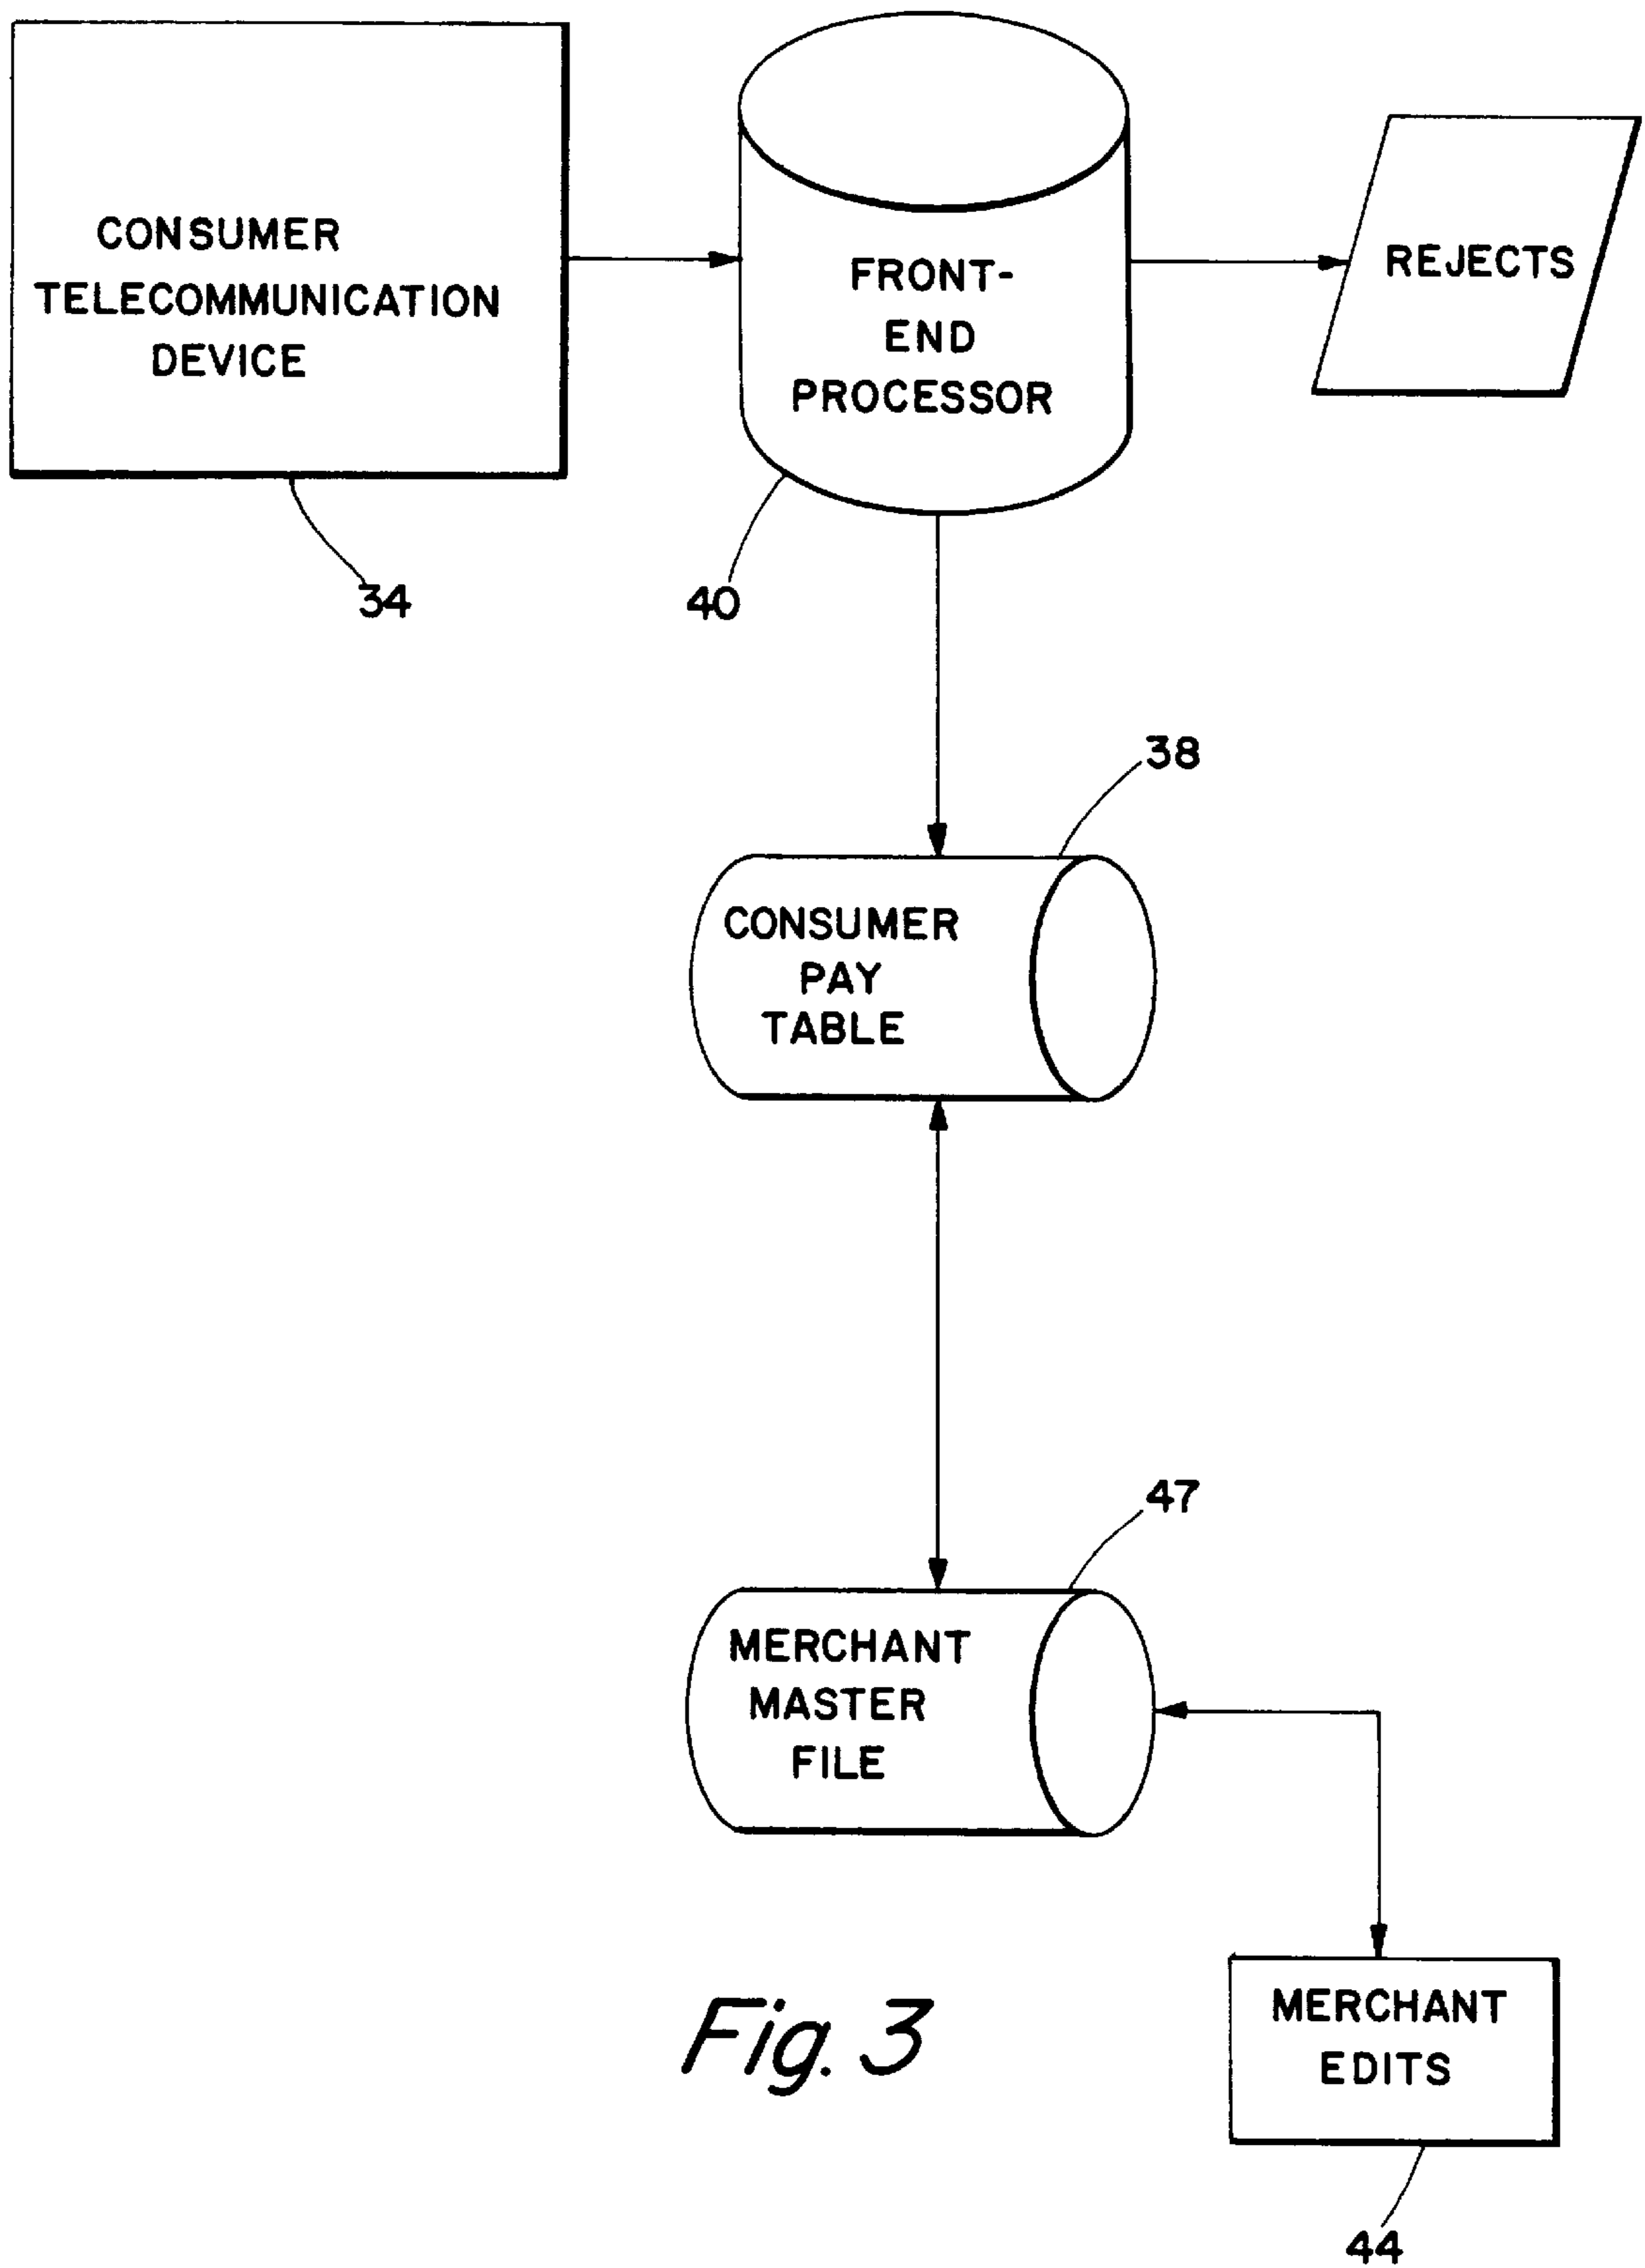 CONSUMER
TELECOMMUNICATION
DEVICE
34
FRONT-
END
PROCESSOR
40
REJECTS
38
CONSUMER
PAY
TABLE
47
MERCHANT
MASTER
FILE
MERCHANT
EDITS
44
Fig. 3